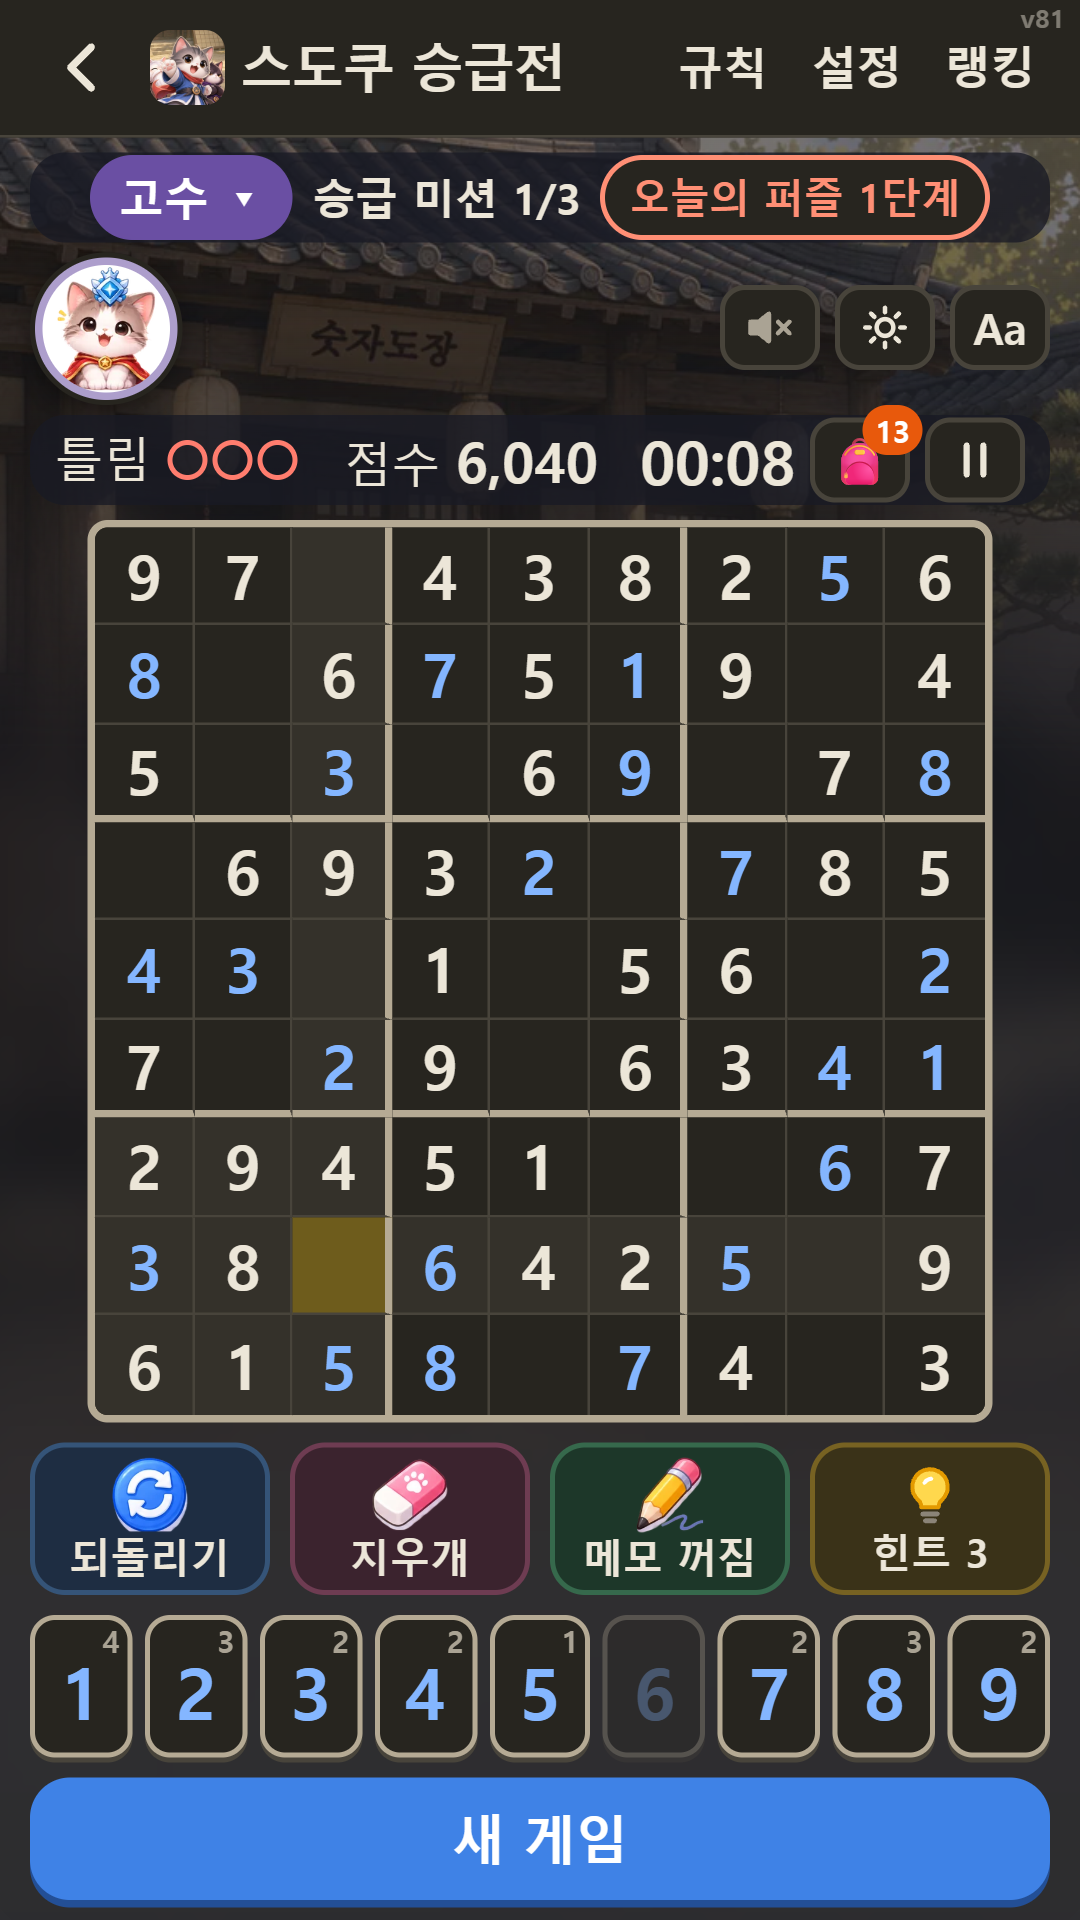 v81
스도쿠 승급전 규칙 설정 랭킹
고수 ▼ 승급 미션 1/3 오늘의 퍼즐 1단계
숫자도장
Aa
틀림 점수 6,040 00:08 13
9 7 4 3 8 2 5 6
8 6 7 5 1 9 4
5 3 6 9 7 8
6 9 3 2 7 8 5
4 3 1 5 6 2
7 2 9 6 3 4 1
2 9 4 5 1 6 7
3 8 6 4 2 5 9
6 1 5 8 7 4 3
되돌리기 지우개 메모 꺼짐 힌트 3
4 3 2 2 1 2 3 2
1 2 3 4 5 6 7 8 9
새 게임